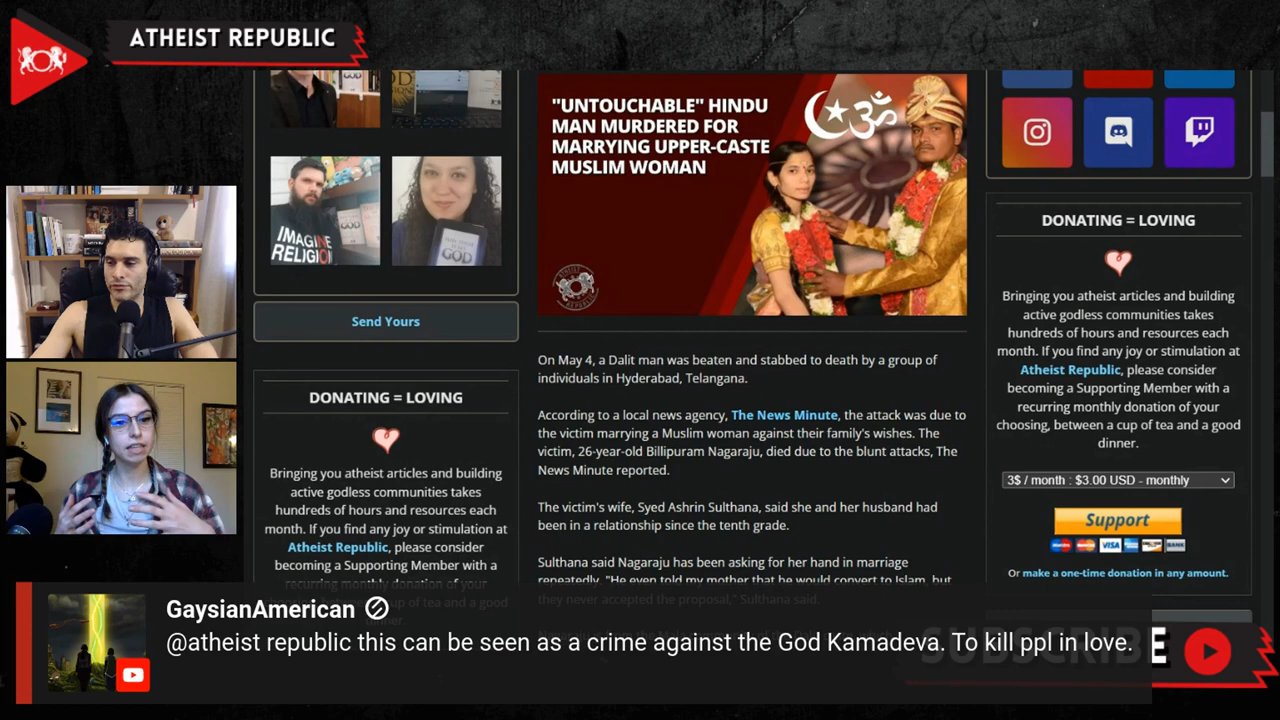 ATHEIST REPUBLIC
IMAGINE
RELIGION
GOD
Send Yours
DONATING = LOVING
Bringing you atheist articles and building
active godless communities takes
hundreds of hours and resources each
month. If you find any joy or stimulation at
Atheist Republic, please consider
becoming a Supporting Member with a
recurring monthly donation of your
"UNTOUCHABLE" HINDU
MAN MURDERED FOR
MARRYING UPPER-CASTE
MUSLIM WOMAN
On May 4, a Dalit man was beaten and stabbed to death by a group of
individuals in Hyderabad, Telangana.
According to a local news agency, The News Minute, the attack was due to
the victim marrying a Muslim woman against their family's wishes. The
victim, 26-year-old Billipuram Nagaraju, died due to the blunt attacks, The
News Minute reported.
The victim's wife, Syed Ashrin Sulthana, said she and her husband had
been in a relationship since the tenth grade.
Sulthana said Nagaraju has been asking for her hand in marriage
repeatedly. "He even told my mother that he would convert to Islam, but
they never accepted the proposal," Sulthana said.
DONATING = LOVING
Bringing you atheist articles and building
active godless communities takes
hundreds of hours and resources each
month. If you find any joy or stimulation at
Atheist Republic, please consider
becoming a Supporting Member with a
recurring monthly donation of your
choosing, between a cup of tea and a good
dinner.
3$ / month : $3.00 USD - monthly
Support
VISA
BANK
Or make a one-time donation in any amount.
GaysianAmerican
@atheist republic this can be seen as a crime against the God Kamadeva. To kill ppl in love.
SUBSCRIBE